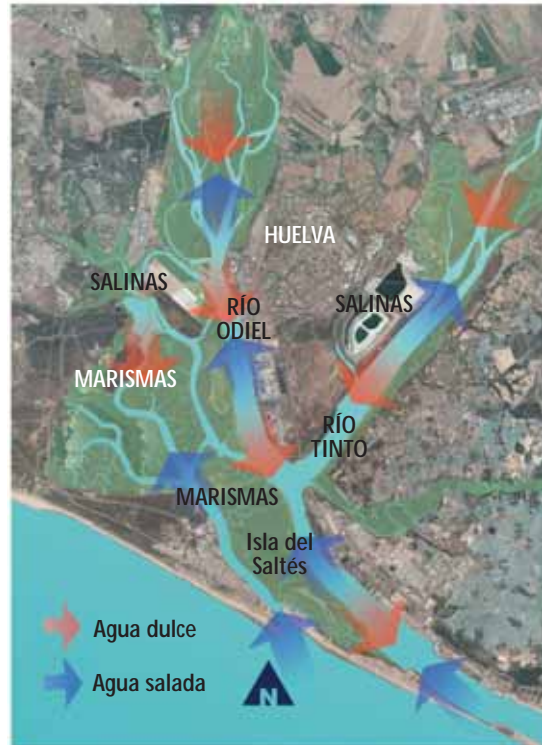 HUELVA
SALINAS
SALINAS
RÍO
ODIEL
MARISMAS
RÍO
TINTO
MARISMAS
Isla del
Saltés
Agua dulce
Agua salada
N